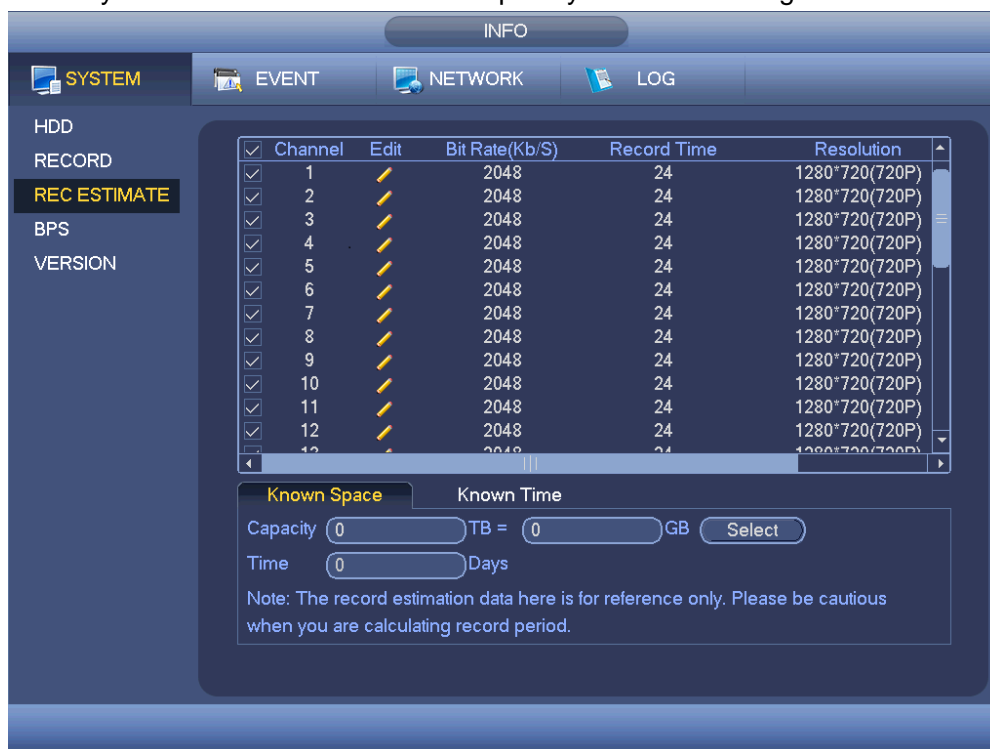 INFO
SYSTEM EVENT NETWORK LOG
HDD
RECORD
REC ESTIMATE
BPS
VERSION
Channel Edit Bit Rate(Kb/S) Record Time Resolution
1 2048 24 1280*720(720P)
2 2048 24 1280*720(720P)
3 2048 24 1280*720(720P)
4 2048 24 1280*720(720P)
5 2048 24 1280*720(720P)
6 2048 24 1280*720(720P)
7 2048 24 1280*720(720P)
8 2048 24 1280*720(720P)
9 2048 24 1280*720(720P)
10 2048 24 1280*720(720P)
11 2048 24 1280*720(720P)
12 2048 24 1280*720(720P)
Known Space Known Time
Capacity 0 TB = 0 GB Select
Time 0 Days
Note: The record estimation data here is for reference only. Please be cautious
when you are calculating record period.